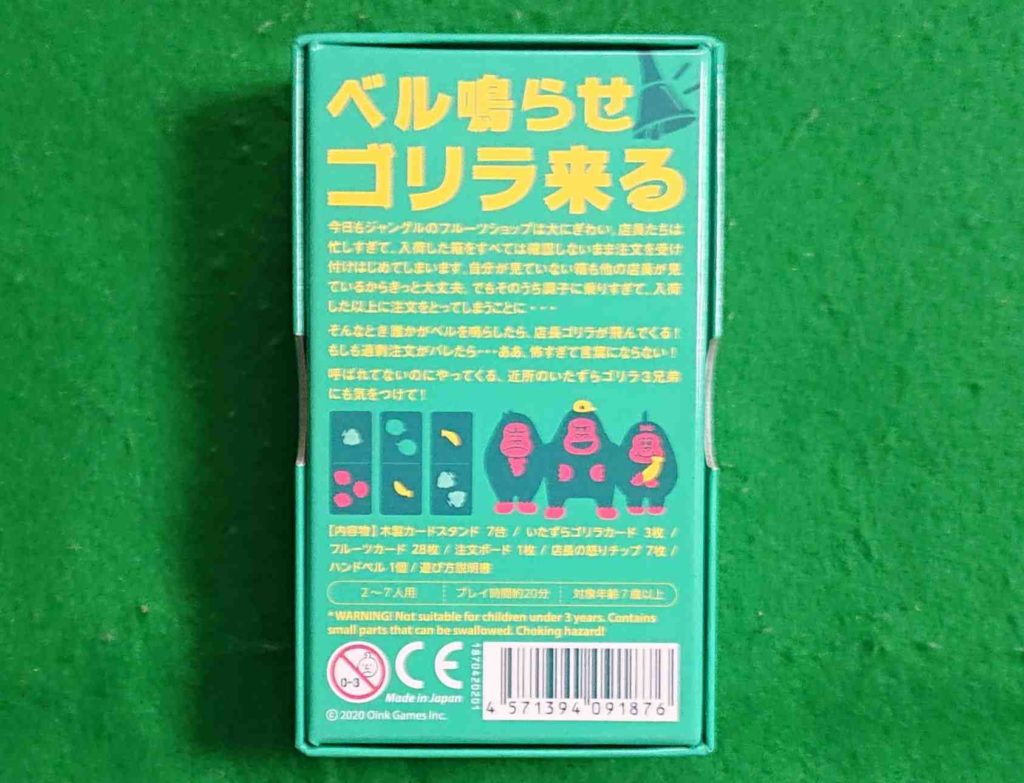 ベル鳴らせ
ゴリラ来る
今日もジャングルのフルーツショップは大にぎわい。店長たちは
忙しすぎて、入荷した箱をすべては確認しないまま注文を受け
付けはじめてしまいます。自分が見ていない箱も他の店長が見
ているからきっと大丈夫。でもそのうち調子に乗りすぎて、入荷
した以上に注文をとってしまうことに・・・
そんなとき誰かがベルを鳴らしたら、店長ゴリラが飛んでくる！
もしも過剰注文がバレたら・・・ああ、怖すぎて言葉にならない！
呼ばれてないのにやってくる、近所のいたずらゴリラ３兄弟
にも気をつけて！
【内容物】木製カードスタンド 7台 / いたずらゴリラカード 3枚 /
フルーツカード 28枚 / 注文ボード 1枚 / 店長の怒りチップ 7枚 /
ハンドベル 1個 / 遊び方説明書
2〜7人用 プレイ時間約20分 対象年齢7歳以上
*WARNING! Not suitable for children under 3 years. Contains
small parts that can be swallowed. Choking hazard!
0-3
CE
Made in Japan
© 2020 Oink Games Inc.
1870420201
4 571394 091876